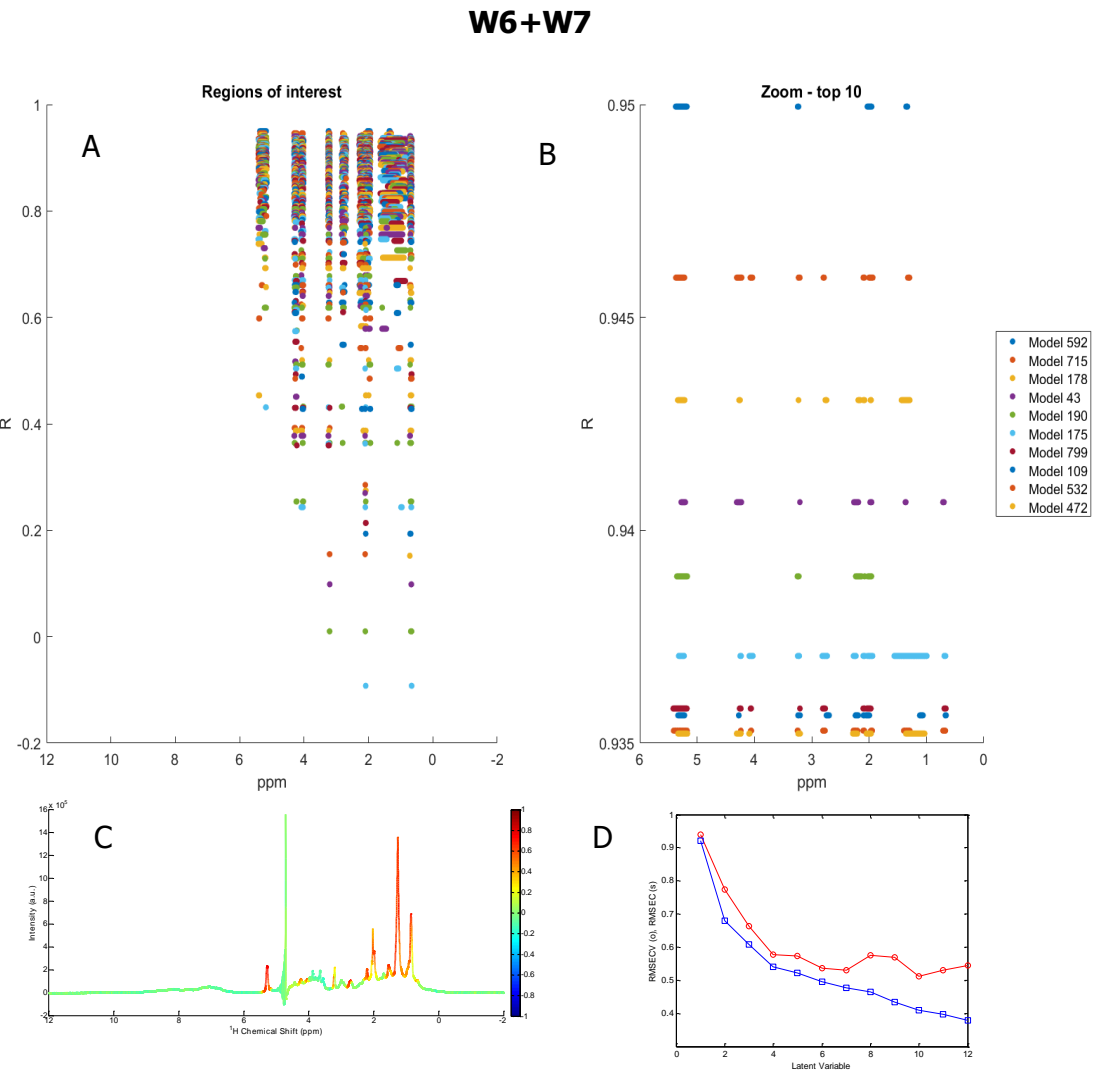 W6+W7
Regions of interest
A
1
0.8
0.6
0.4
0.2
0
-0.2
R
12 10 8 6 4 2 0 -2
ppm
Zoom - top 10
B
0.95
0.945
0.94
0.935
R
6 5 4 3 2 1 0
ppm
Model 592
Model 715
Model 178
Model 43
Model 190
Model 175
Model 799
Model 109
Model 532
Model 472
C
16 x 10⁵
14
12
10
8
6
4
2
0
-2
Intensity (a.u.)
12 10 8 6 4 2 0 -2
¹H Chemical Shift (ppm)
1
0.8
0.6
0.4
0.2
0
-0.2
-0.4
-0.6
-0.8
-1
D
1
0.9
0.8
0.7
0.6
0.5
0.4
RMSECV (o), RMSEC (s)
0 2 4 6 8 10 12
Latent Variable